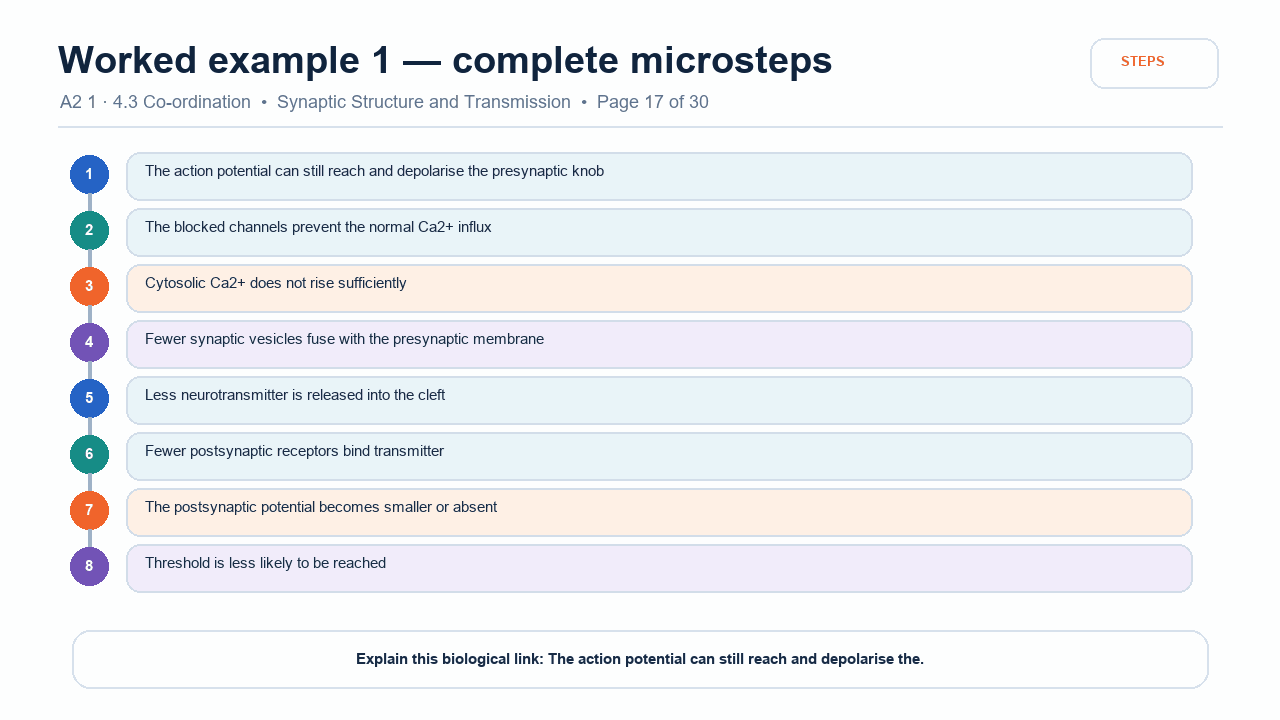 Worked example 1 — complete microsteps
STEPS
A2 1 · 4.3 Co-ordination • Synaptic Structure and Transmission • Page 17 of 30
1 The action potential can still reach and depolarise the presynaptic knob
2 The blocked channels prevent the normal Ca2+ influx
3 Cytosolic Ca2+ does not rise sufficiently
4 Fewer synaptic vesicles fuse with the presynaptic membrane
5 Less neurotransmitter is released into the cleft
6 Fewer postsynaptic receptors bind transmitter
7 The postsynaptic potential becomes smaller or absent
8 Threshold is less likely to be reached
Explain this biological link: The action potential can still reach and depolarise the.